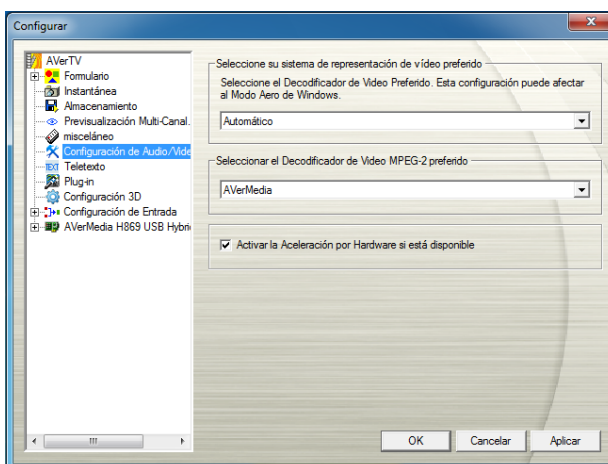 Configurar
AVerTV
Formulario
Instantánea
Almacenamiento
Previsualización Multi-Canal.
misceláneo
Configuración de Audio/Vide
TEXT Teletexto
Plug-in
Configuración 3D
Configuración de Entrada
AVerMedia H869 USB Hybri
Seleccione su sistema de representación de vídeo preferido
Seleccione el Decodificador de Video Preferido. Esta configuración puede afectar
al Modo Aero de Windows.
Automático
Seleccionar el Decodificador de Video MPEG-2 preferido
AVerMedia
Activar la Aceleración por Hardware si está disponible
OK Cancelar Aplicar